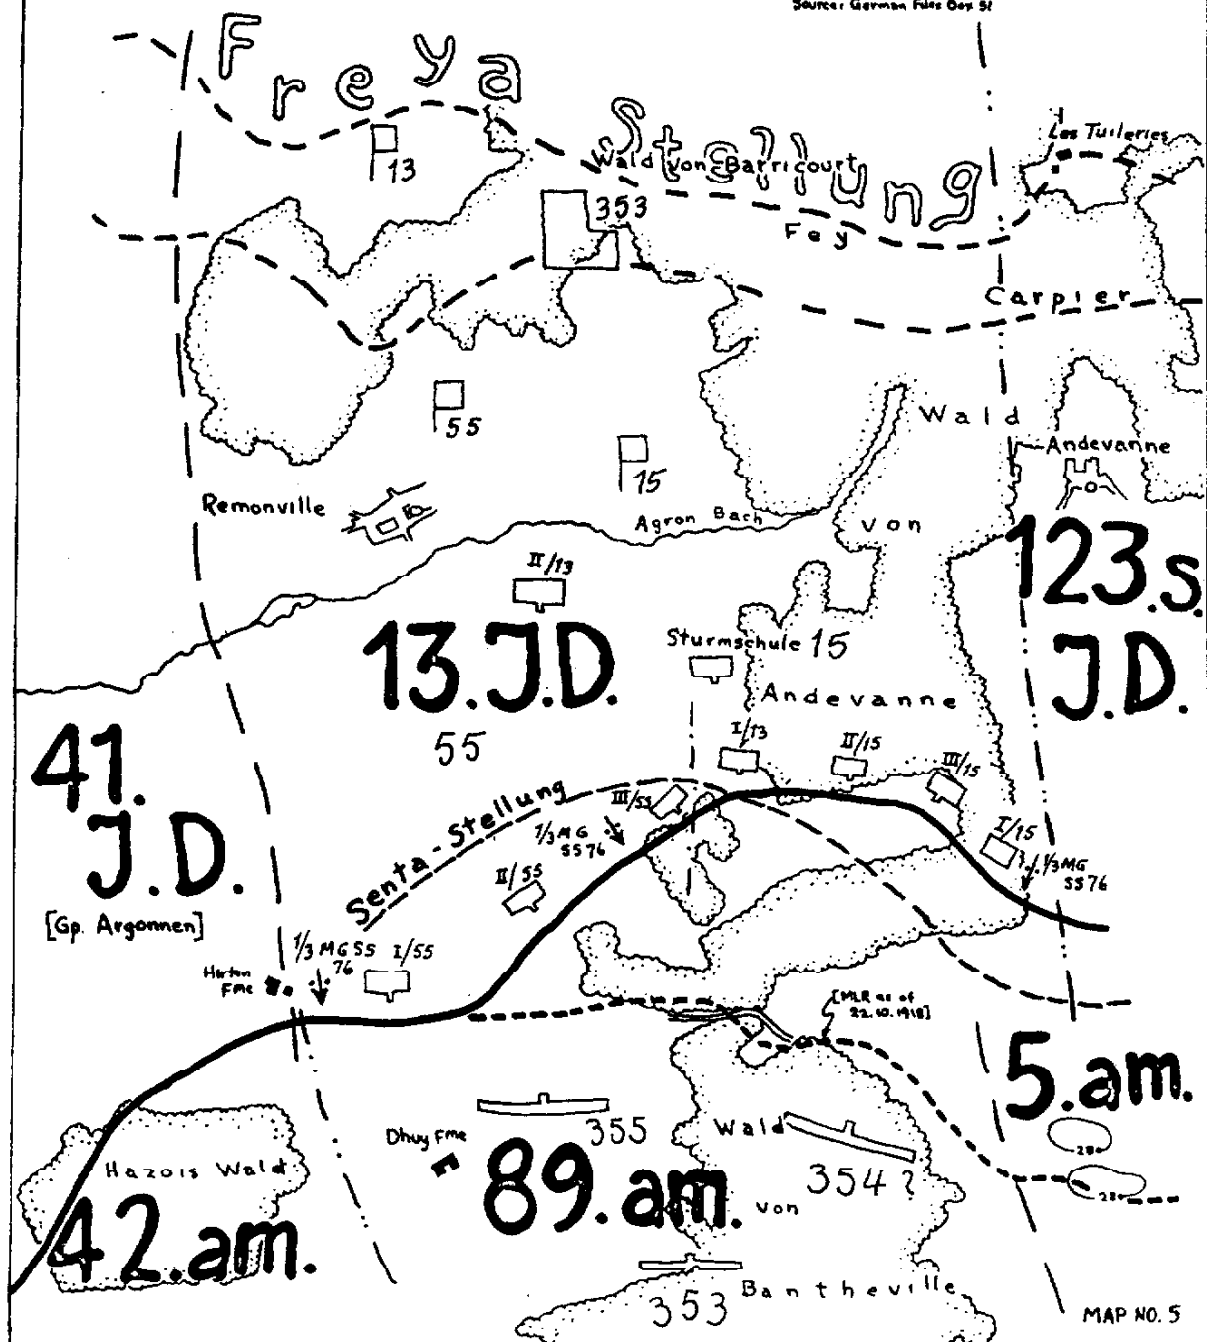 Source: German Files Box 51
Freya
Stellung
Les Tuileries
Wald von Barricourt
13
353
Fey
Carpier
55
Wald
Andevanne
15
Remonville
Agron Bach
von
II/13
123.S.
J.D.
13.J.D.
Sturmschule
15
Andevanne
I/13
II/15
III/15
55
41.
J.D.
[Gp. Argonnen]
Senta-Stellung
III/55
1/3 MG
SS 76
II/55
I/15
1/3 MG
SS 76
1/3 MG SS
76
I/55
Fme
[MLR as of
22.10.1918]
5.am.
355
Dhuy Fme
Wald
89.am.
354?
Hazois Wald
42.am.
von
353
Bantheville
MAP NO. 5